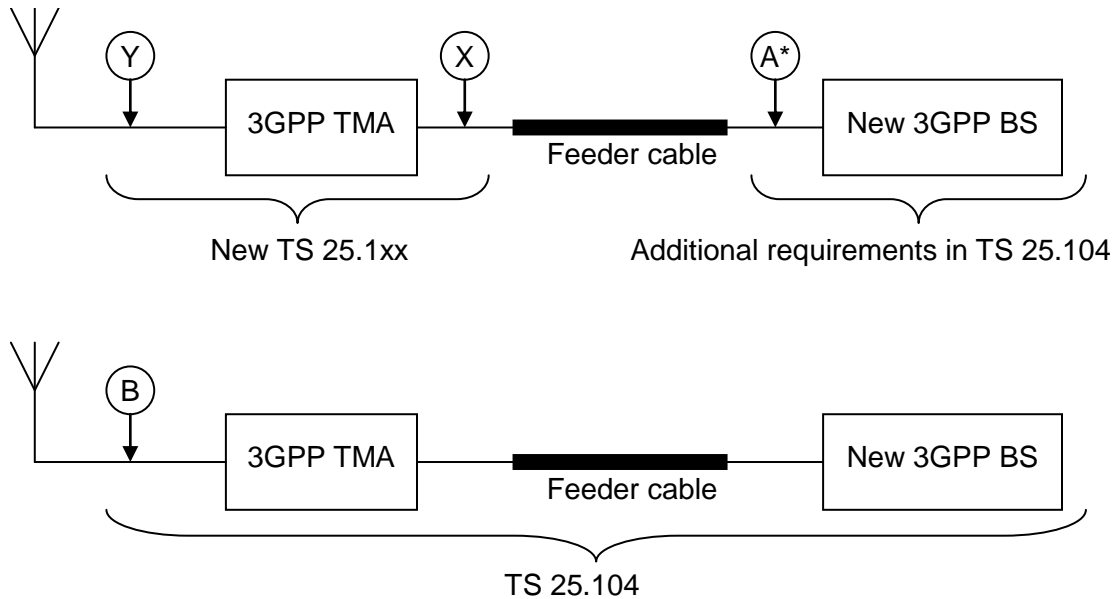 Y
X
A*
3GPP TMA
New 3GPP BS
Feeder cable
New TS 25.1xx
Additional requirements in TS 25.104
B
3GPP TMA
New 3GPP BS
Feeder cable
TS 25.104